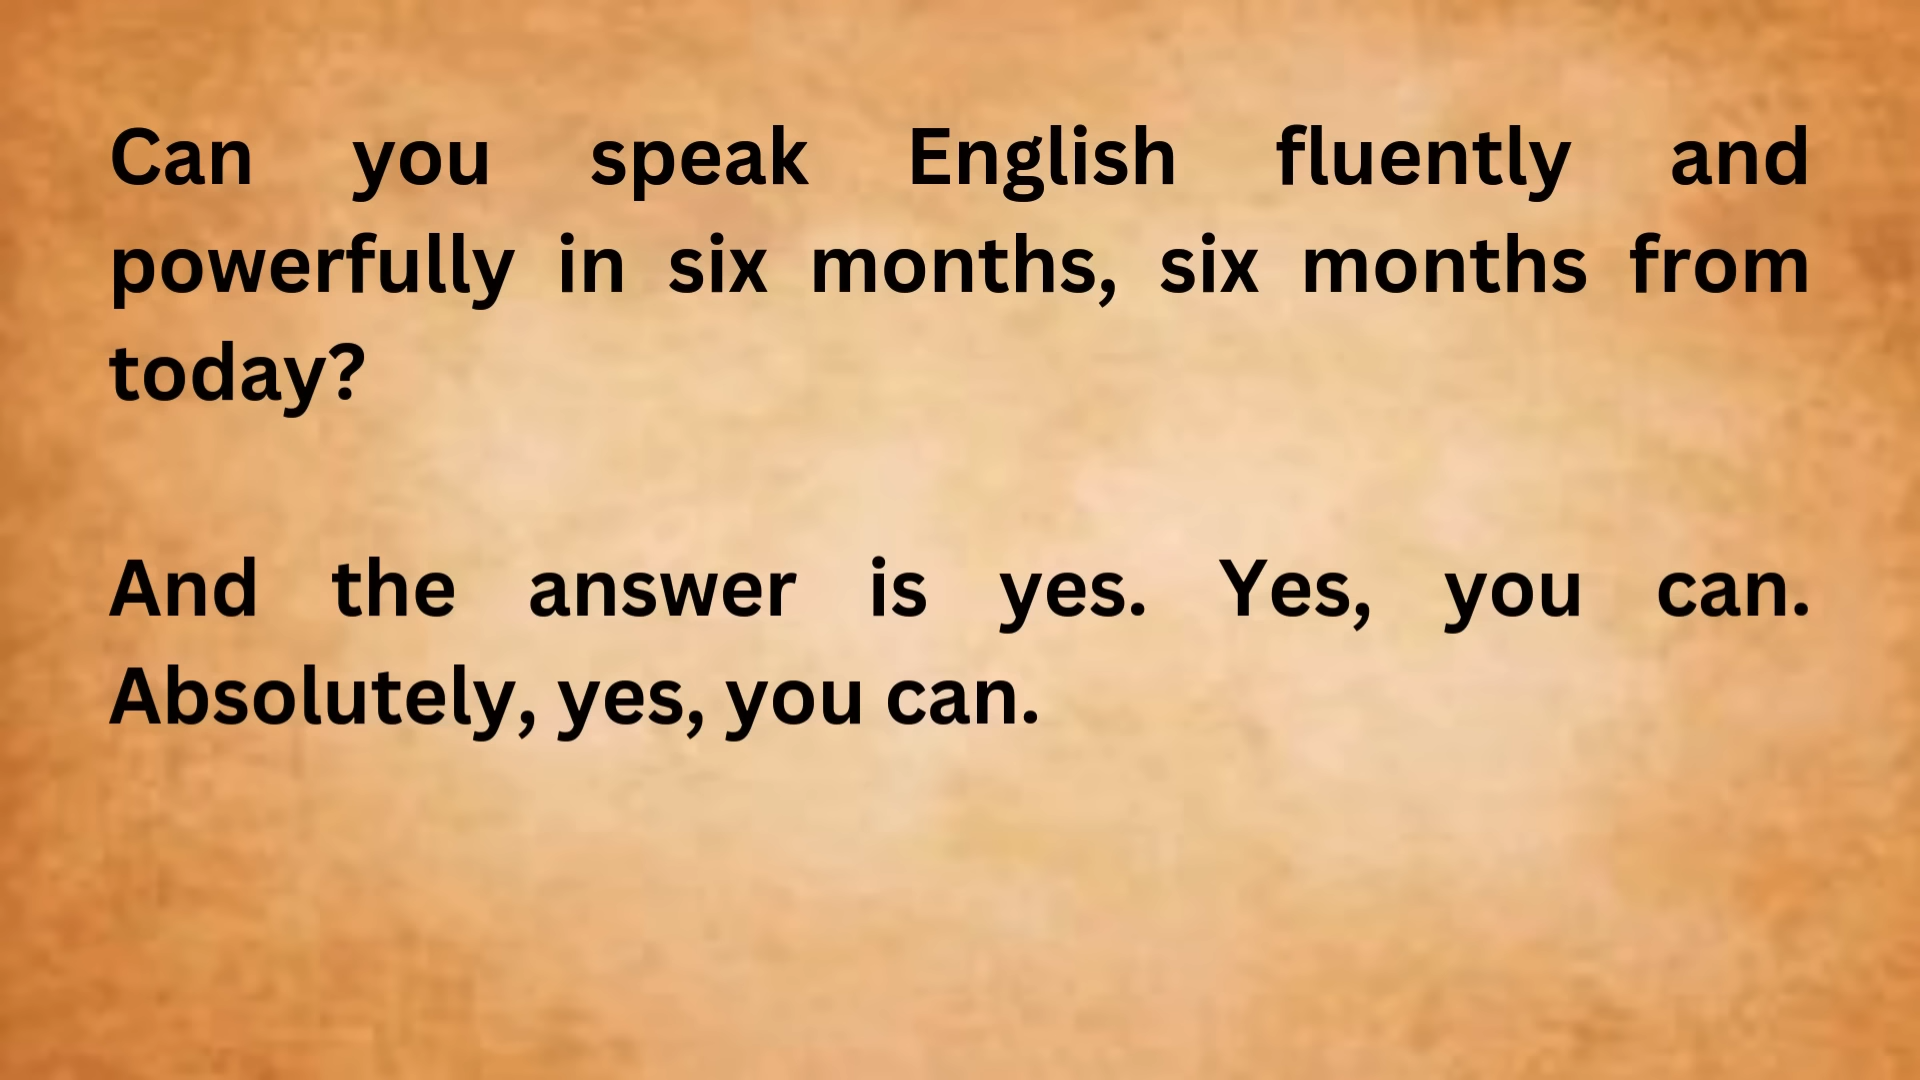 Can you speak English fluently and
powerfully in six months, six months from
today?
And the answer is yes. Yes, you can.
Absolutely, yes, you can.